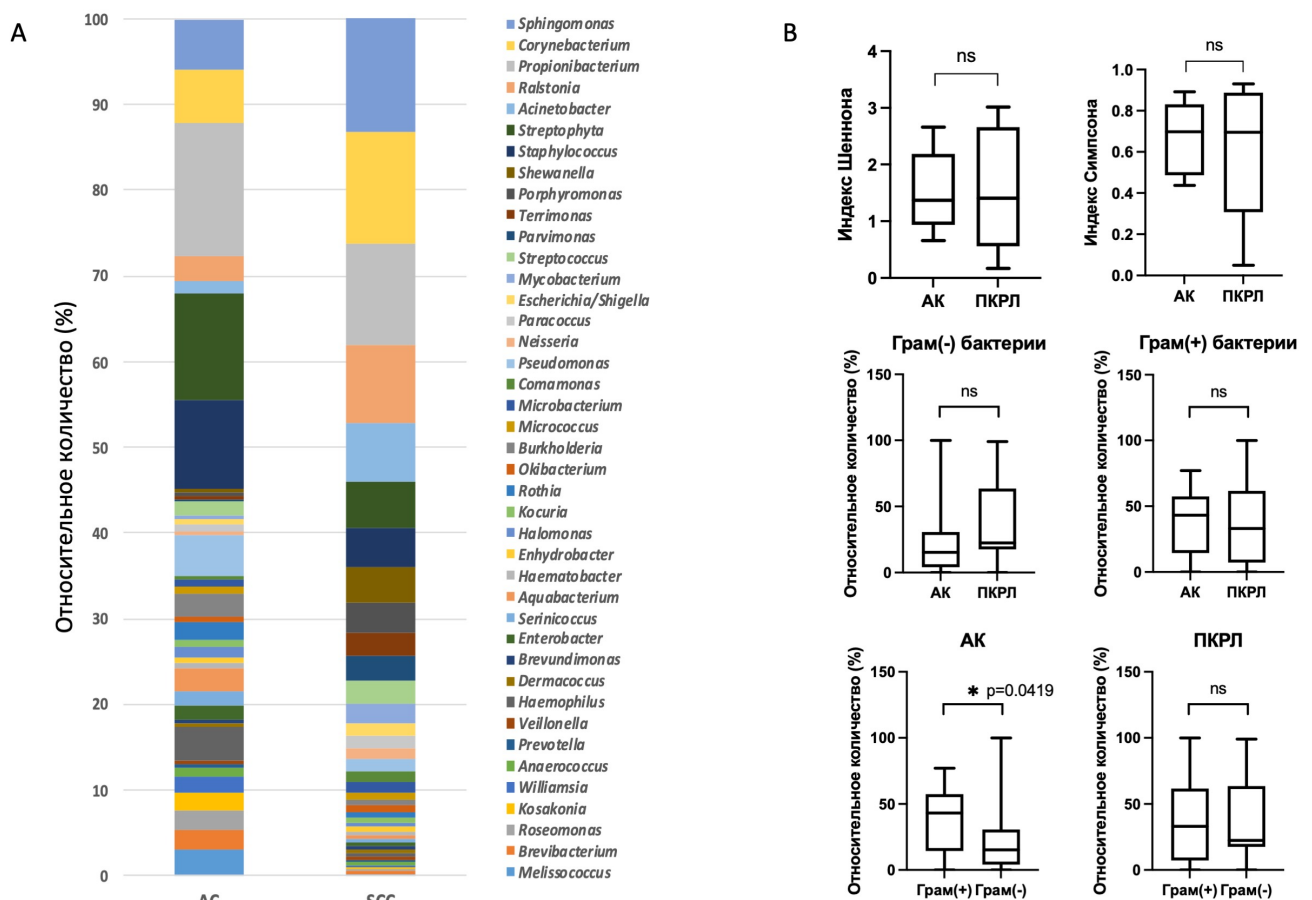 A
Относительное количество (%)
100
90
80
70
60
50
40
30
20
10
0
AC
SCC
Sphingomonas
Corynebacterium
Propionibacterium
Ralstonia
Acinetobacter
Streptophyta
Staphylococcus
Shewanella
Porphyromonas
Terrimonas
Parvimonas
Streptococcus
Mycobacterium
Escherichia/Shigella
Paracoccus
Neisseria
Pseudomonas
Comamonas
Microbacterium
Micrococcus
Burkholderia
Okibacterium
Rothia
Kocuria
Halomonas
Enhydrobacter
Haematobacter
Aquabacterium
Serinicoccus
Enterobacter
Brevundimonas
Dermacoccus
Haemophilus
Veillonella
Prevotella
Anaerococcus
Williamsia
Kosakonia
Roseomonas
Brevibacterium
Melissococcus
B
Индекс Шеннона
4
3
2
1
0
ns
АК
ПКРЛ
Индекс Симпсона
1.0
0.8
0.6
0.4
0.2
0.0
ns
АК
ПКРЛ
Грам(-) бактерии
Относительное количество (%)
150
100
50
0
ns
АК
ПКРЛ
Грам(+) бактерии
Относительное количество (%)
150
100
50
0
ns
АК
ПКРЛ
АК
Относительное количество (%)
150
100
50
0
* p=0.0419
Грам(+) Грам(-)
ПКРЛ
Относительное количество (%)
150
100
50
0
ns
Грам(+) Грам(-)